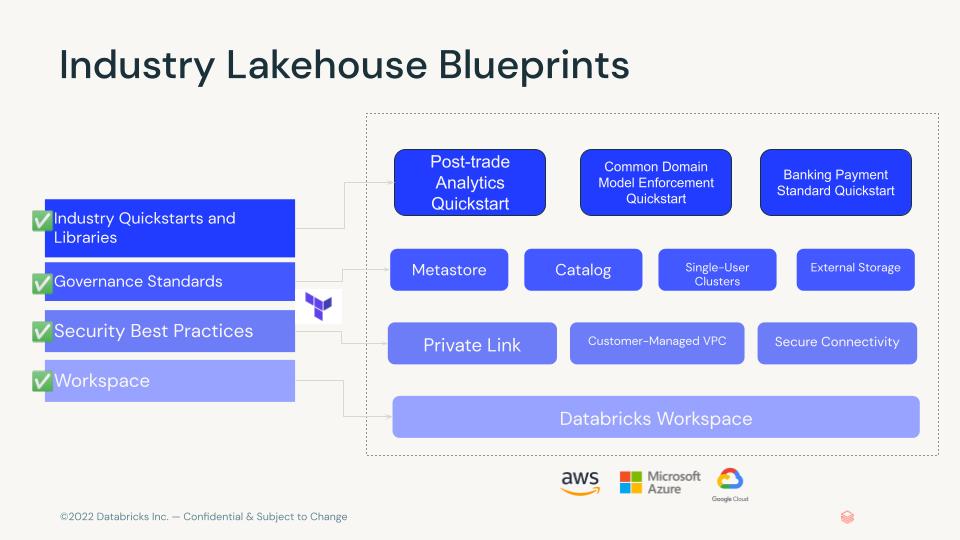 Industry Lakehouse Blueprints
Industry Quickstarts and
Libraries
Governance Standards
Security Best Practices
Workspace
Post-trade
Analytics
Quickstart
Common Domain
Model Enforcement
Quickstart
Banking Payment
Standard Quickstart
Metastore
Catalog
Single-User
Clusters
External Storage
Private Link
Customer-Managed VPC
Secure Connectivity
Databricks Workspace
aws
Microsoft
Azure
Google Cloud
©2022 Databricks Inc. — Confidential & Subject to Change